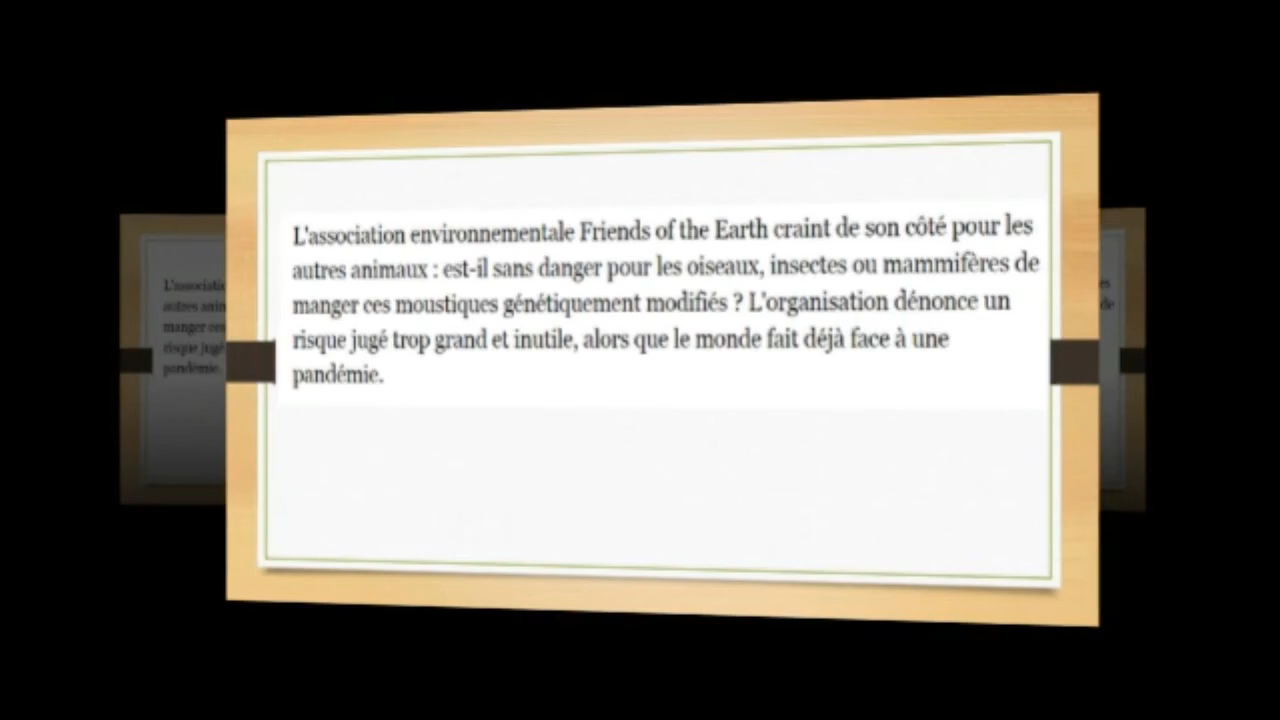 L'association environnementale Friends of the Earth craint de son côté pour les
autres animaux : est-il sans danger pour les oiseaux, insectes ou mammifères de
manger ces moustiques génétiquement modifiés ? L'organisation dénonce un
risque jugé trop grand et inutile, alors que le monde fait déjà face à une
pandémie.